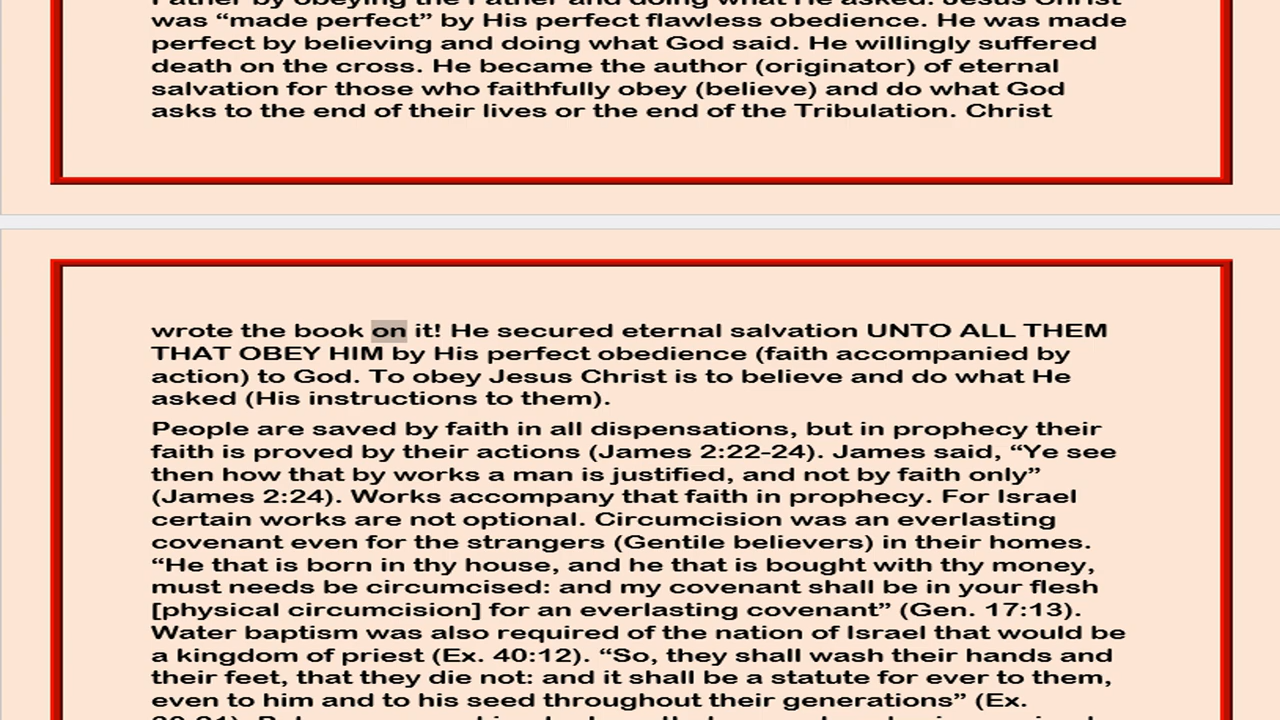 Father by obeying the Father and doing what He asked. Jesus Christ
was “made perfect” by His perfect flawless obedience. He was made
perfect by believing and doing what God said. He willingly suffered
death on the cross. He became the author (originator) of eternal
salvation for those who faithfully obey (believe) and do what God
asks to the end of their lives or the end of the Tribulation. Christ
wrote the book on it! He secured eternal salvation UNTO ALL THEM
THAT OBEY HIM by His perfect obedience (faith accompanied by
action) to God. To obey Jesus Christ is to believe and do what He
asked (His instructions to them).
People are saved by faith in all dispensations, but in prophecy their
faith is proved by their actions (James 2:22-24). James said, “Ye see
then how that by works a man is justified, and not by faith only”
(James 2:24). Works accompany that faith in prophecy. For Israel
certain works are not optional. Circumcision was an everlasting
covenant even for the strangers (Gentile believers) in their homes.
“He that is born in thy house, and he that is bought with thy money,
must needs be circumcised: and my covenant shall be in your flesh
[physical circumcision] for an everlasting covenant” (Gen. 17:13).
Water baptism was also required of the nation of Israel that would be
a kingdom of priest (Ex. 40:12). “So, they shall wash their hands and
their feet, that they die not: and it shall be a statute for ever to them,
even to him and to his seed throughout their generations” (Ex.